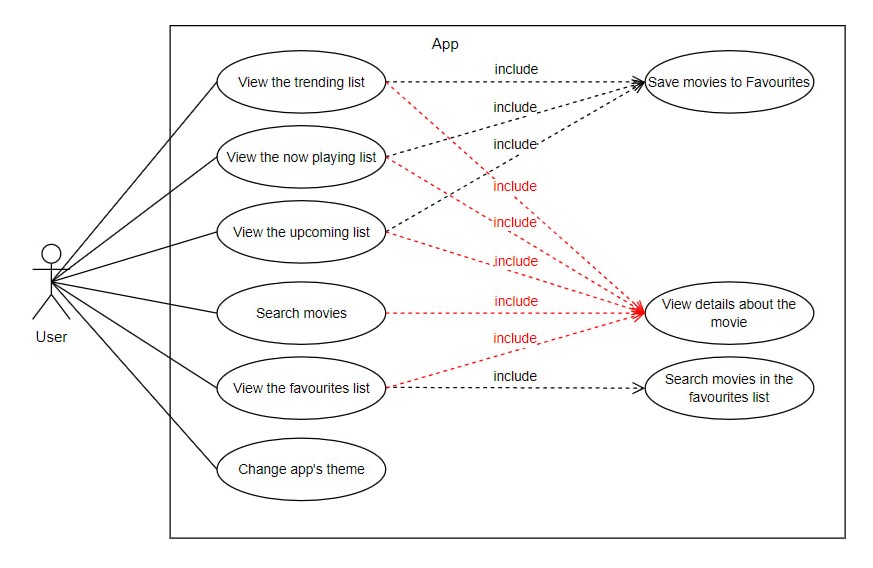 App
View the trending list
include
Save movies to Favourites
include
View the now playing list
include
include
include
View the upcoming list
include
User
Search movies
include
View details about the
movie
include
View the favourites list
include
Search movies in the
favourites list
Change app's theme